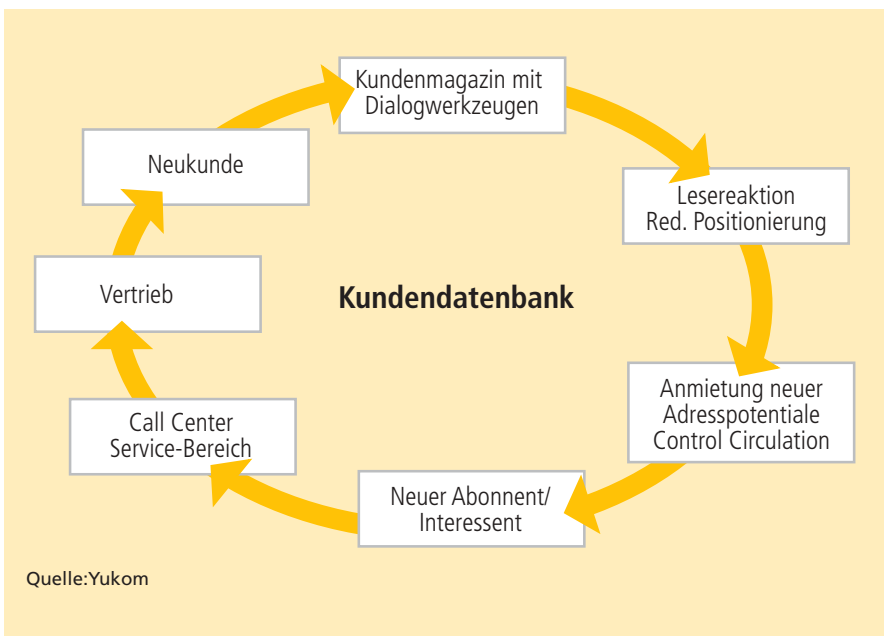 Kundenmagazin mit
Dialogwerkzeugen
Neukunde
Lesereaktion
Red. Positionierung
Vertrieb
Kundendatenbank
Anmietung neuer
Adresspotentiale
Control Circulation
Call Center
Service-Bereich
Neuer Abonnent/
Interessent
Quelle:Yukom